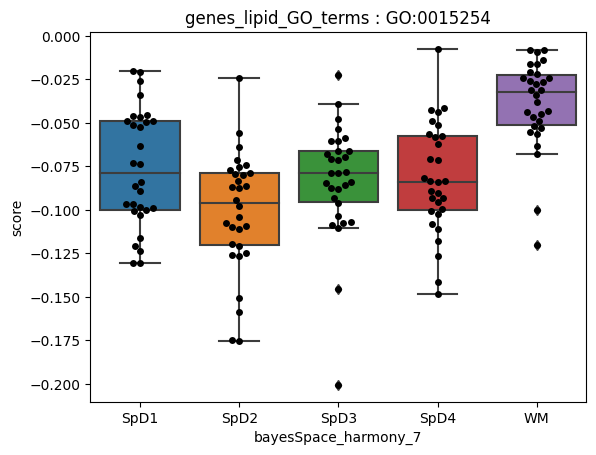 genes_lipid_GO_terms : GO:0015254
0.000
−0.025
−0.050
−0.075
−0.100
−0.125
−0.150
−0.175
−0.200
score
SpD1 SpD2 SpD3 SpD4 WM
bayesSpace_harmony_7